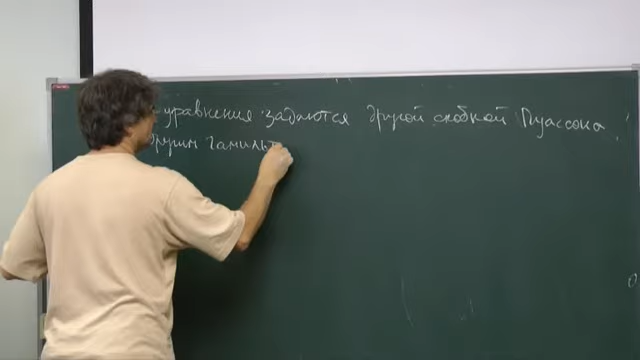 уравнения задаются другой скобкой Пуассона
другим гамильт